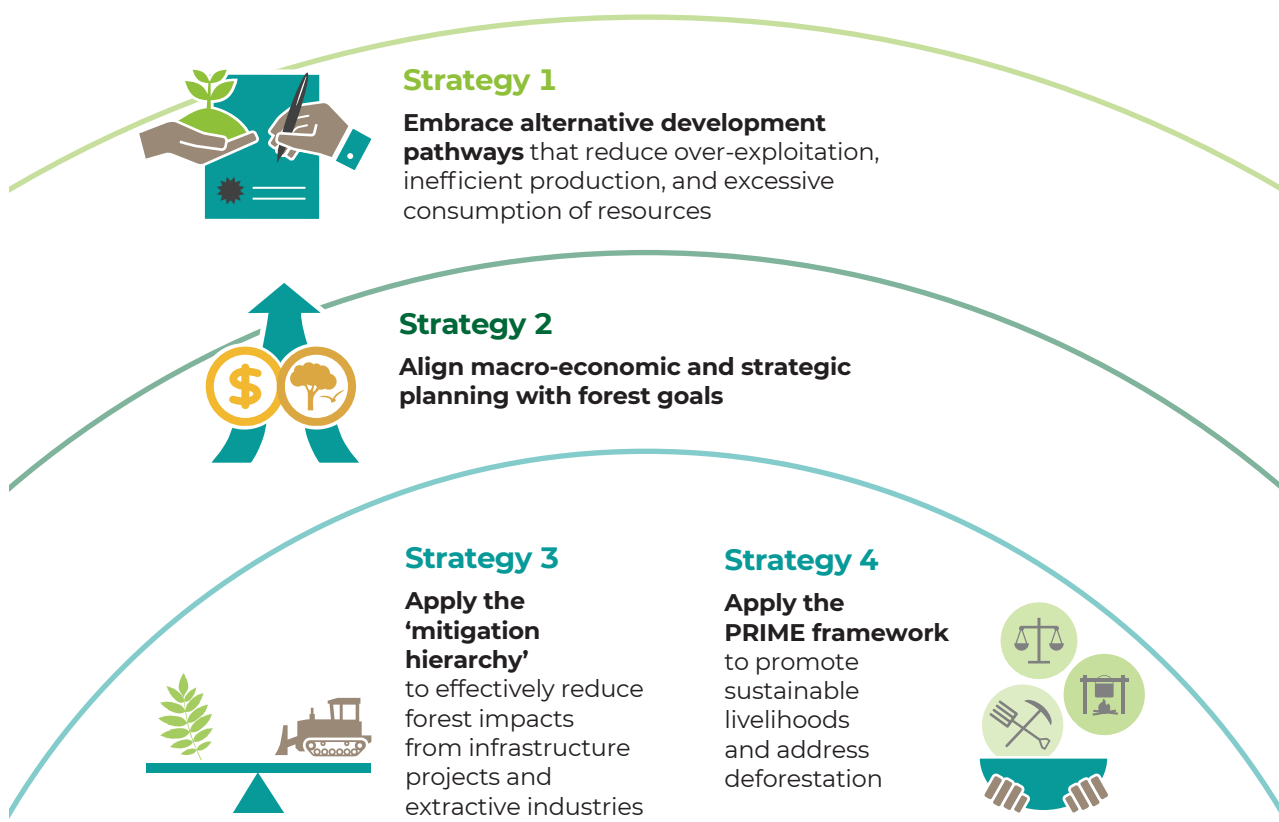 Strategy 1
Embrace alternative development
pathways that reduce over-exploitation,
inefficient production, and excessive
consumption of resources
$
Strategy 2
Align macro-economic and strategic
planning with forest goals
Strategy 3
Apply the
‘mitigation
hierarchy’
to effectively reduce
forest impacts
from infrastructure
projects and
extractive industries
Strategy 4
Apply the
PRIME framework
to promote
sustainable
livelihoods
and address
deforestation